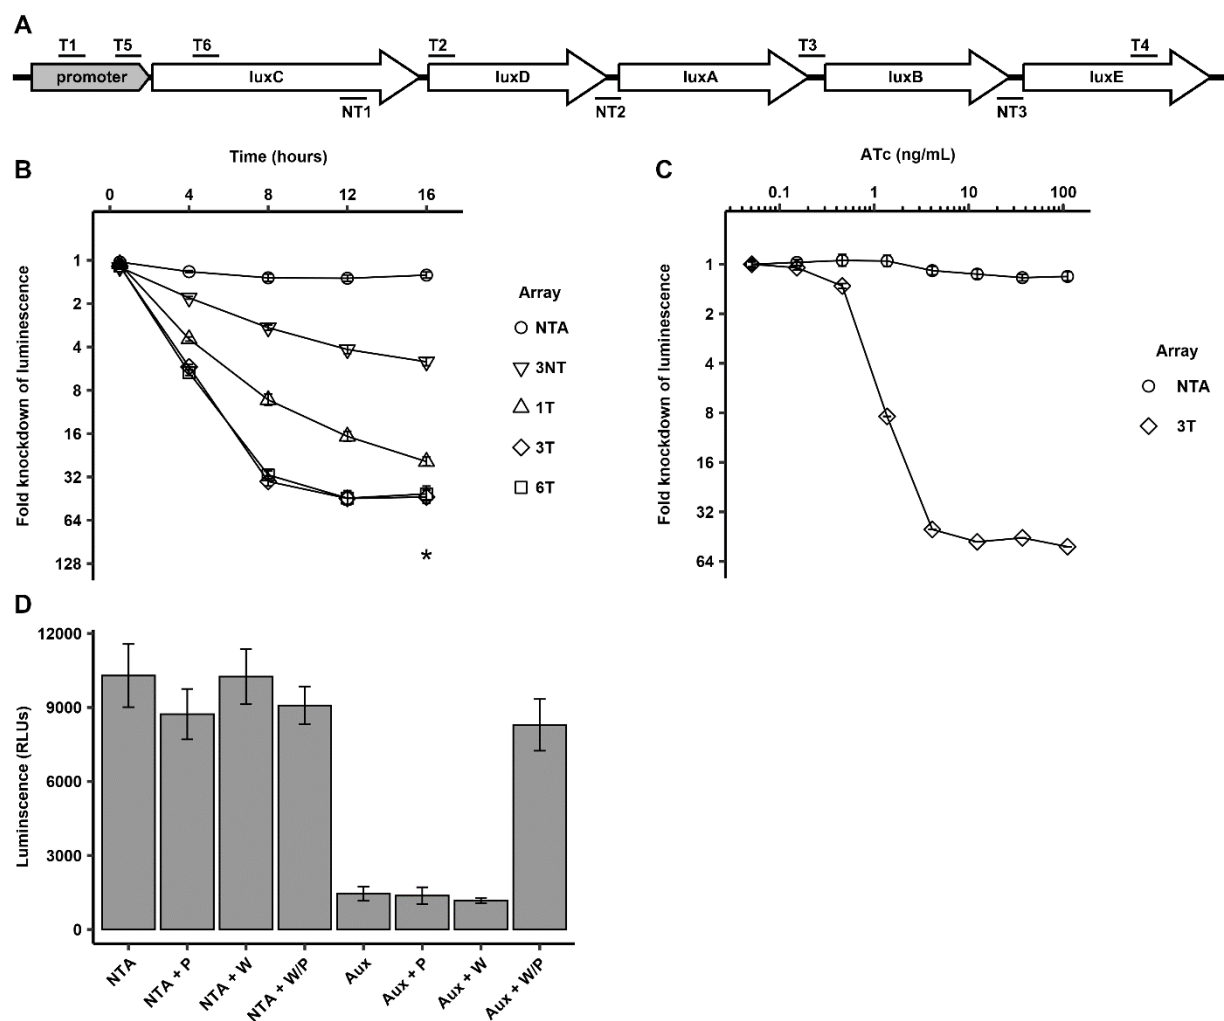 A
T1 T5 T6 T2 T3 T4
promoter luxC luxD luxA luxB luxE
NT1 NT2 NT3
B
Time (hours)
0 4 8 12 16
Fold knockdown of luminescence
1
2
4
8
16
32
64
128
*
Array
NTA
3NT
1T
3T
6T
C
ATc (ng/mL)
0.1 1 10 100
Fold knockdown of luminescence
1
2
4
8
16
32
64
Array
NTA
3T
D
Luminscence (RLUs)
12000
9000
6000
3000
0
NTA
NTA + P
NTA + W
NTA + W/P
Aux
Aux + P
Aux + W
Aux + W/P